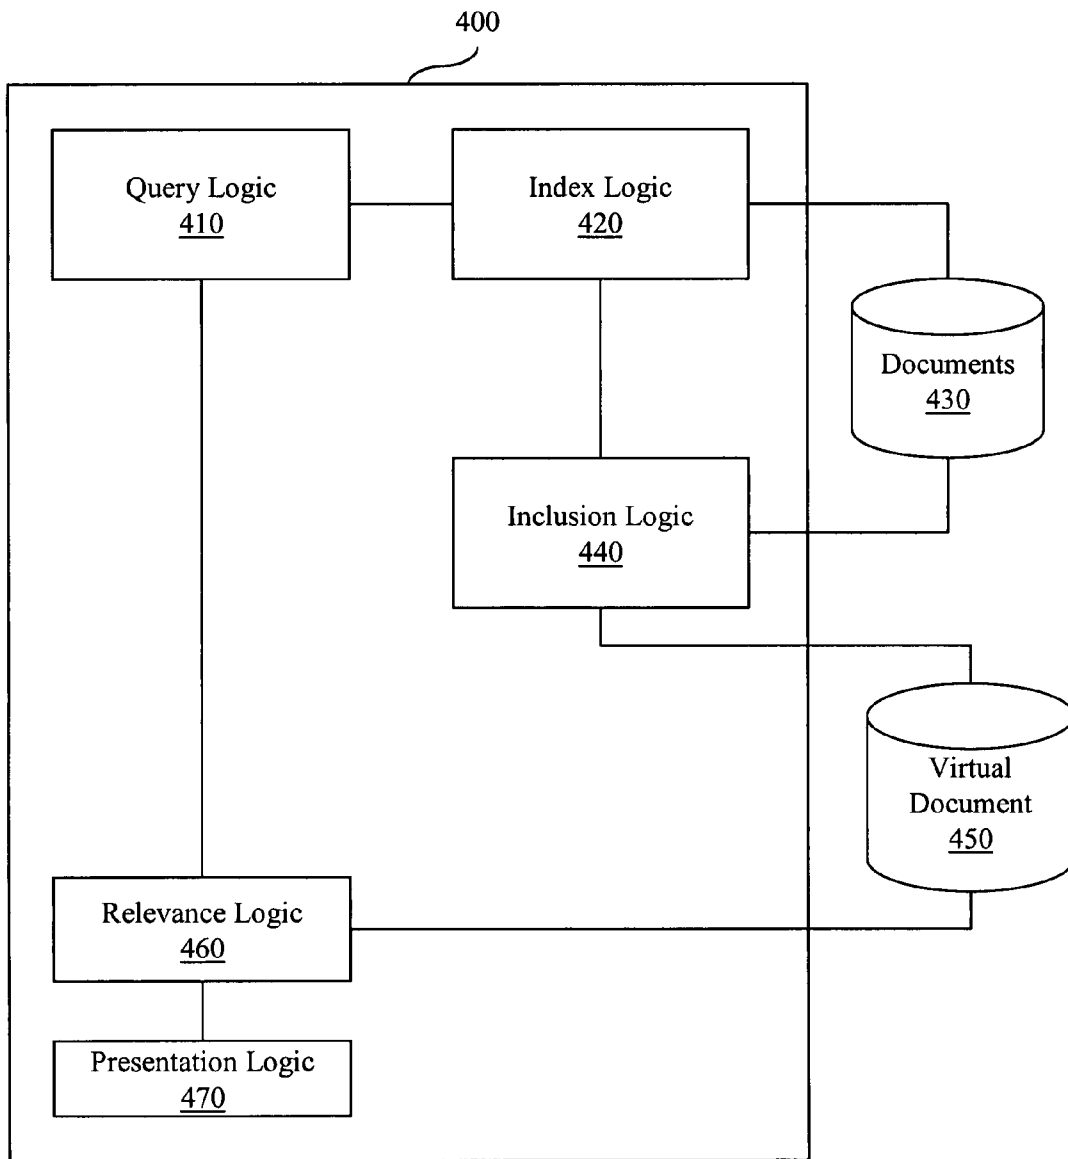 400
Query Logic
410
Index Logic
420
Documents
430
Inclusion Logic
440
Virtual
Document
450
Relevance Logic
460
Presentation Logic
470